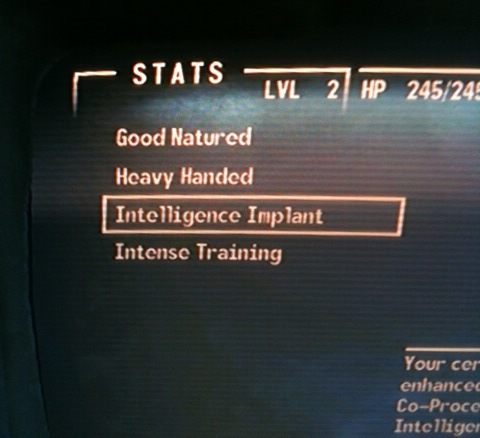 STATS
LVL 2 HP 245/245
Good Natured
Heavy Handed
Intelligence Implant
Intense Training
Your cer
enhanced
Co-Proce
Intelliger